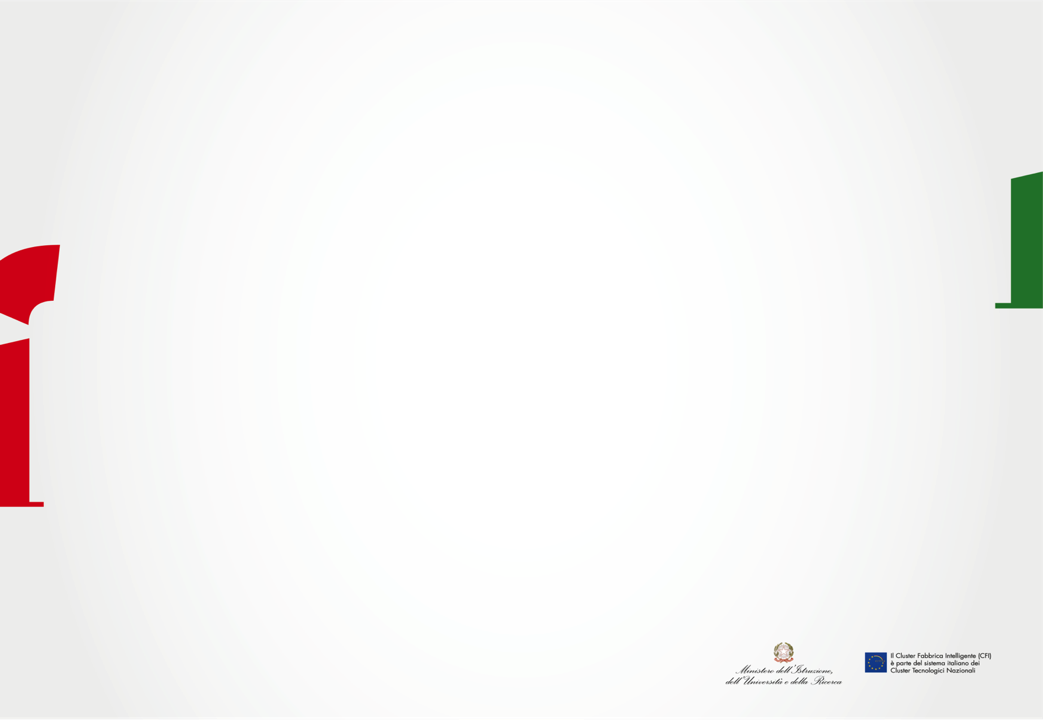 Ministero dell'Istruzione,
dell'Università e della Ricerca
Il Cluster Fabbrica Intelligente (CFI)
è parte del sistema italiano dei
Cluster Tecnologici Nazionali